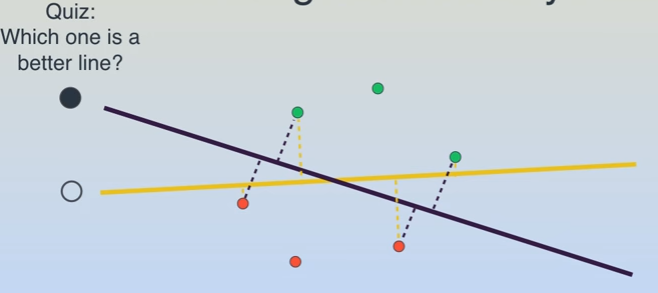 Quiz:
Which one is a
better line?